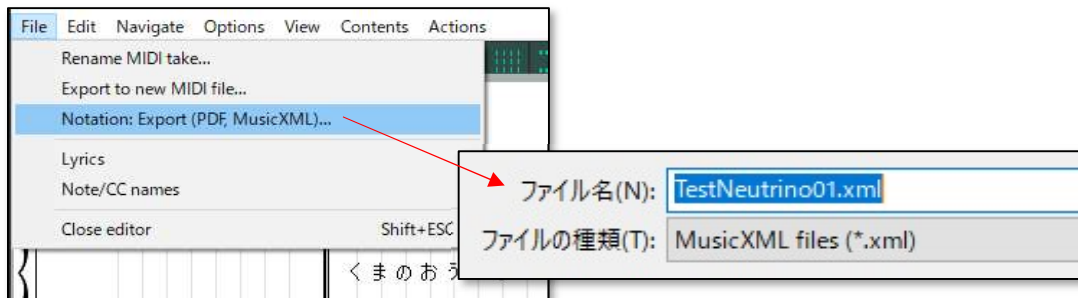 File Edit Navigate Options View Contents Actions
Rename MIDI take...
Export to new MIDI file...
Notation: Export (PDF, MusicXML)...
Lyrics
Note/CC names
Close editor Shift+ESC
ファイル名(N): TestNeutrino01.xml
ファイルの種類(T): MusicXML files (*.xml)
くまのおう